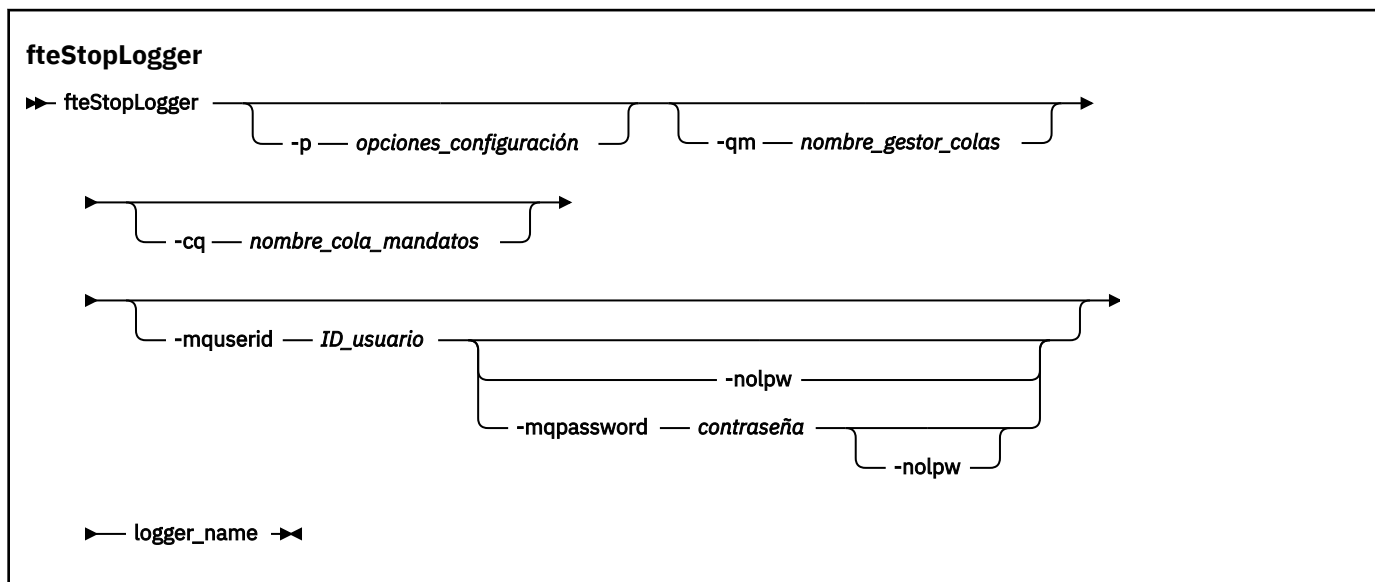 fteStopLogger
fteStopLogger
-p opciones_configuración -qm nombre_gestor_colas
-cq nombre_cola_mandatos
-mquserid ID_usuario
-nolpw
-mqpassword contraseña
-nolpw
logger_name